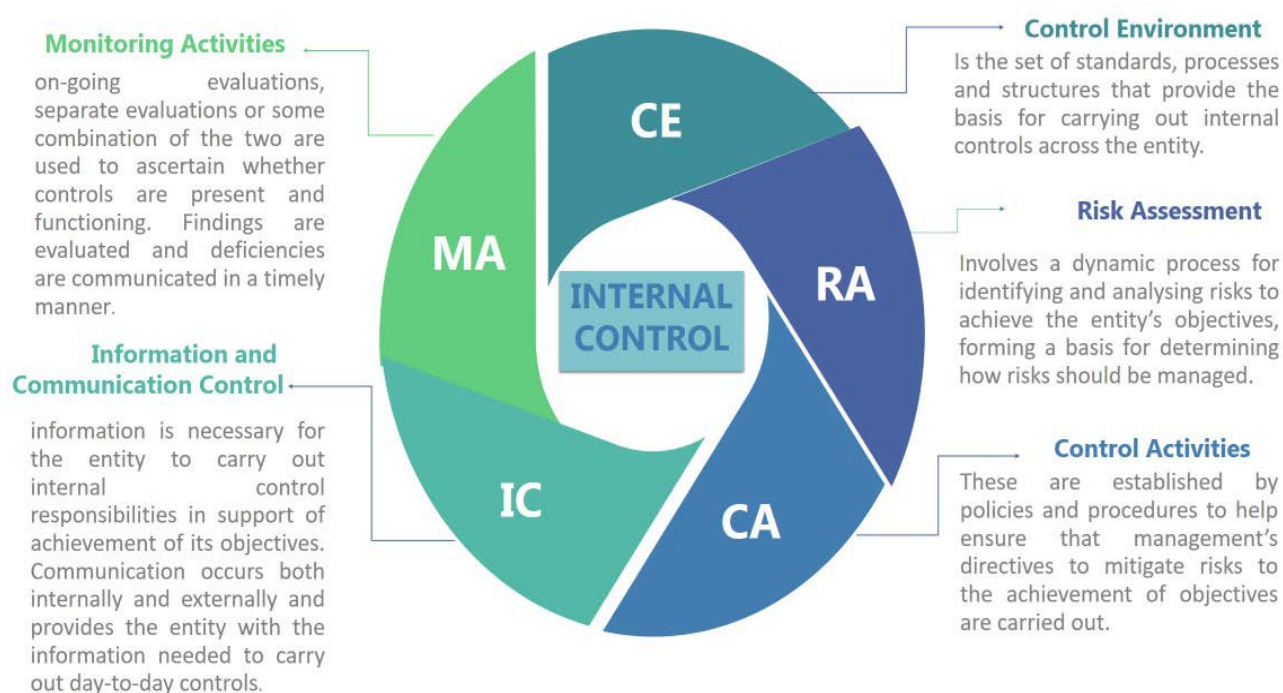 Monitoring Activities
on-going evaluations,
separate evaluations or some
combination of the two are
used to ascertain whether
controls are present and
functioning. Findings are
evaluated and deficiencies
are communicated in a timely
manner.
Information and
Communication Control
information is necessary for
the entity to carry out
internal control
responsibilities in support of
achievement of its objectives.
Communication occurs both
internally and externally and
provides the entity with the
information needed to carry
out day-to-day controls.
CE
RA
CA
IC
MA
INTERNAL
CONTROL
Control Environment
Is the set of standards, processes
and structures that provide the
basis for carrying out internal
controls across the entity.
Risk Assessment
Involves a dynamic process for
identifying and analysing risks to
achieve the entity's objectives,
forming a basis for determining
how risks should be managed.
Control Activities
These are established by
policies and procedures to help
ensure that management's
directives to mitigate risks to
the achievement of objectives
are carried out.